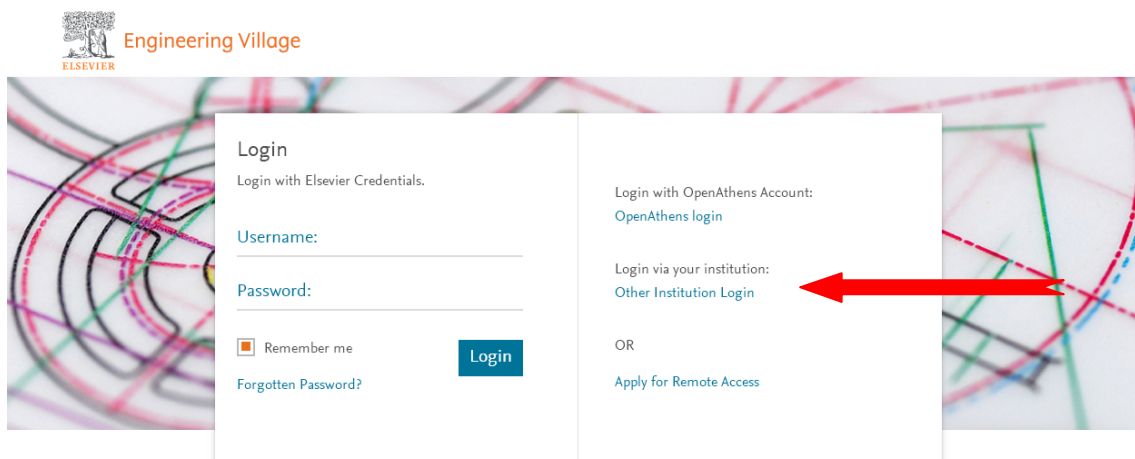 ELSEVIER
Engineering Village
Login
Login with Elsevier Credentials.
Username:
Password:
Remember me
Login
Forgotten Password?
Login with OpenAthens Account:
OpenAthens login
Login via your institution:
Other Institution Login
OR
Apply for Remote Access